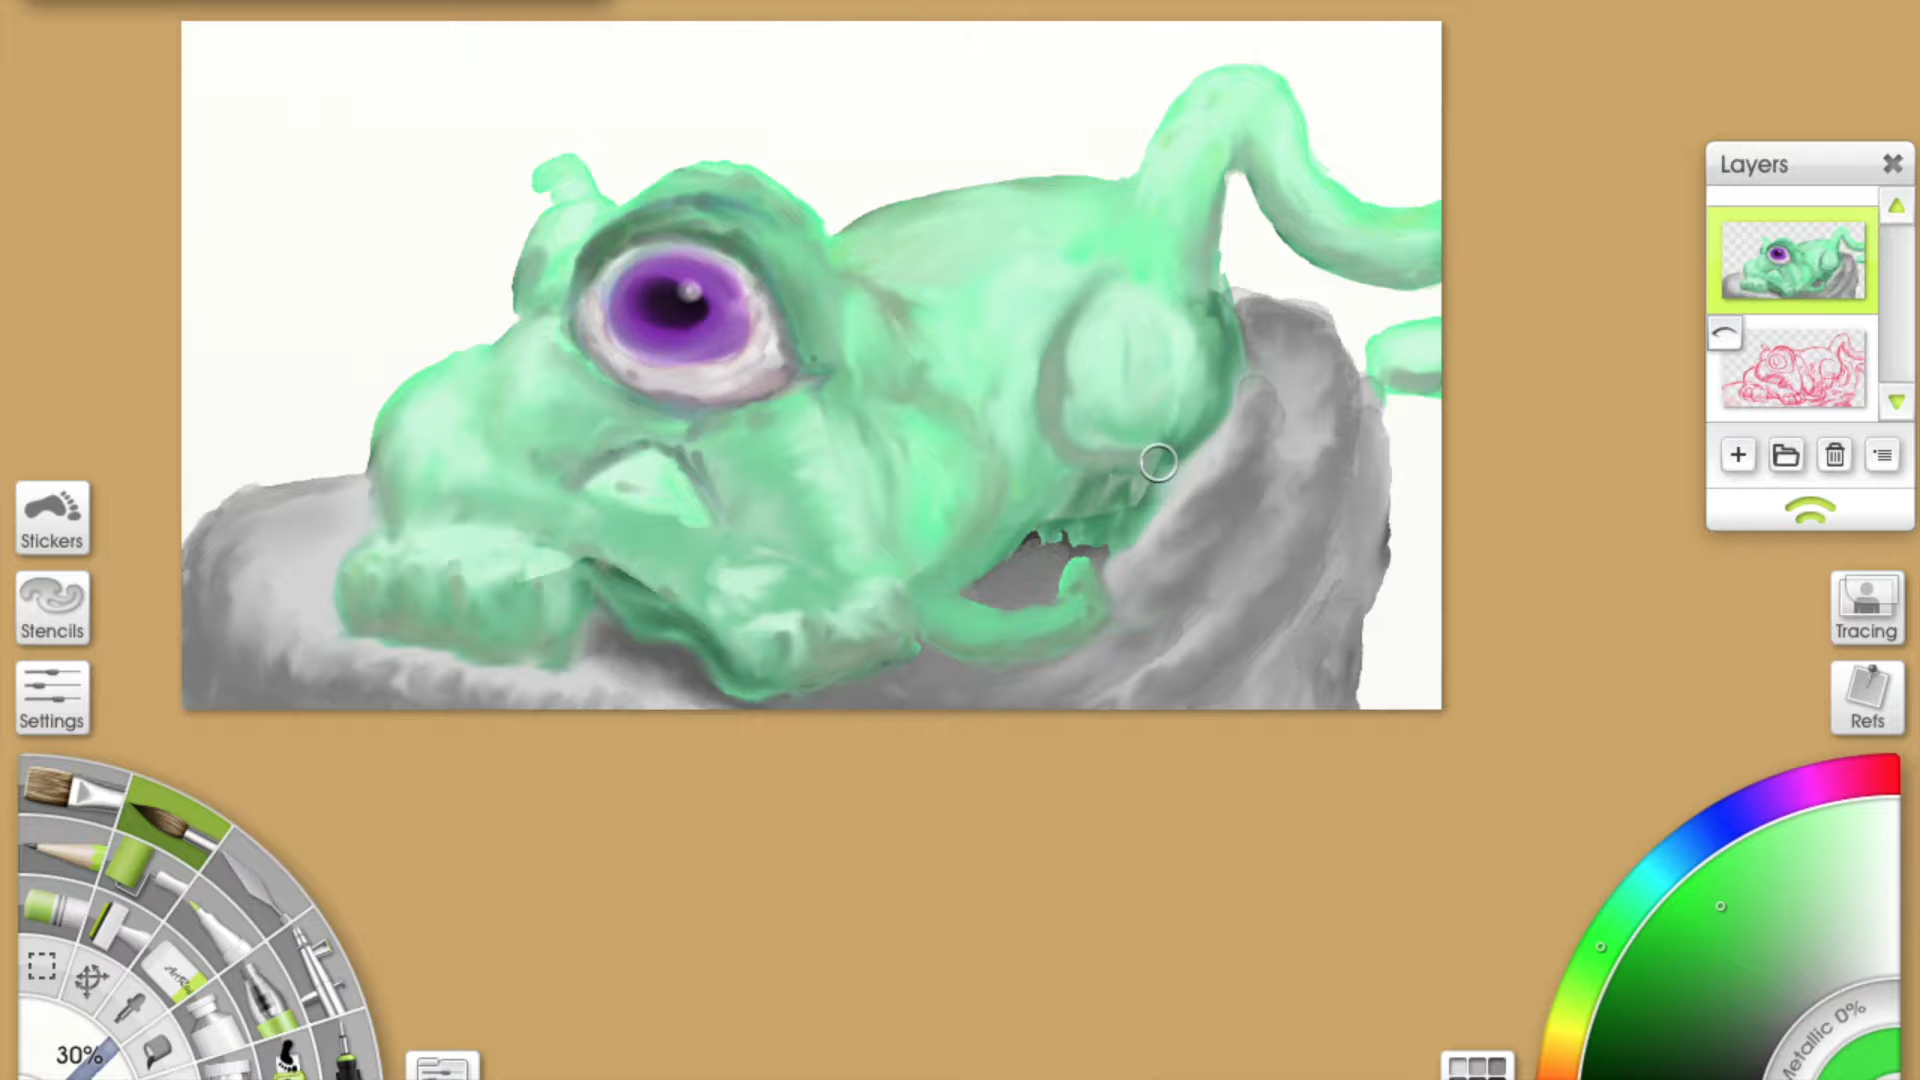 Layers
Stickers
Stencils
Settings
Tracing
Refs
30%
Metallic 0%